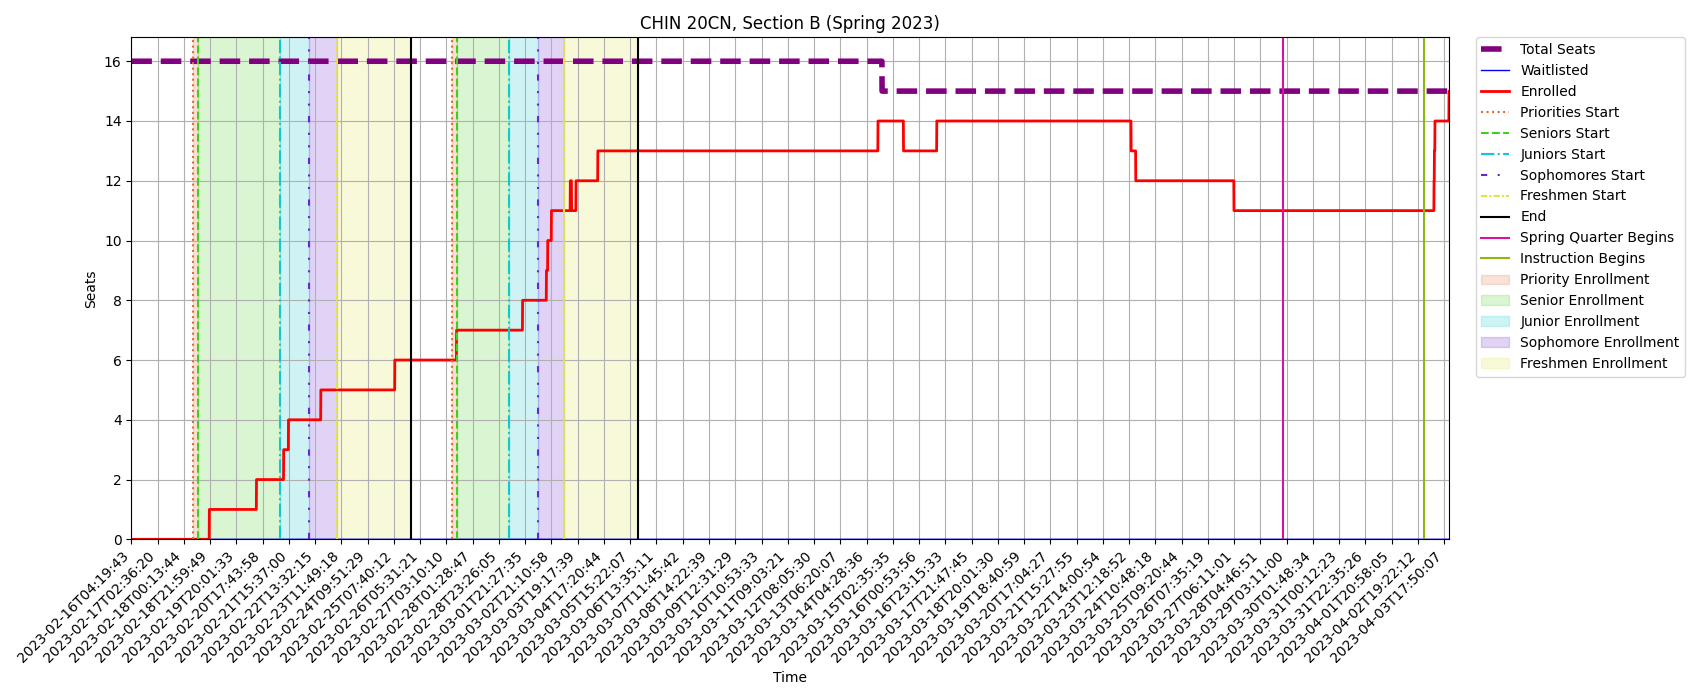 CHIN 20CN, Section B (Spring 2023)
Seats
16
14
12
10
8
6
4
2
0
2023-02-16T04:19:43
2023-02-17T02:36:20
2023-02-18T00:13:44
2023-02-18T21:59:49
2023-02-19T20:01:33
2023-02-20T17:43:58
2023-02-21T15:37:00
2023-02-22T13:32:15
2023-02-23T11:49:18
2023-02-24T09:51:29
2023-02-25T07:40:12
2023-02-26T05:31:21
2023-02-27T03:10:16
2023-02-28T01:28:47
2023-02-28T23:26:05
2023-03-01T21:27:35
2023-03-02T21:10:58
2023-03-03T19:17:39
2023-03-04T17:20:44
2023-03-05T15:22:07
2023-03-06T13:35:11
2023-03-07T11:45:42
2023-03-08T14:22:39
2023-03-09T12:31:29
2023-03-10T10:53:33
2023-03-11T09:03:21
2023-03-12T08:05:30
2023-03-13T06:20:07
2023-03-14T04:28:36
2023-03-15T02:35:35
2023-03-16T00:53:56
2023-03-16T23:15:33
2023-03-17T21:47:45
2023-03-18T20:01:30
2023-03-19T18:40:59
2023-03-20T17:04:27
2023-03-21T15:27:55
2023-03-22T14:00:54
2023-03-23T12:18:52
2023-03-24T10:48:18
2023-03-25T09:20:44
2023-03-26T07:35:19
2023-03-27T06:11:01
2023-03-28T04:46:51
2023-03-29T03:11:00
2023-03-30T01:48:34
2023-03-31T00:12:23
2023-03-31T22:35:26
2023-04-01T20:58:05
2023-04-02T19:22:12
2023-04-03T17:50:07
Time
Total Seats
Waitlisted
Enrolled
Priorities Start
Seniors Start
Juniors Start
Sophomores Start
Freshmen Start
End
Spring Quarter Begins
Instruction Begins
Priority Enrollment
Senior Enrollment
Junior Enrollment
Sophomore Enrollment
Freshmen Enrollment